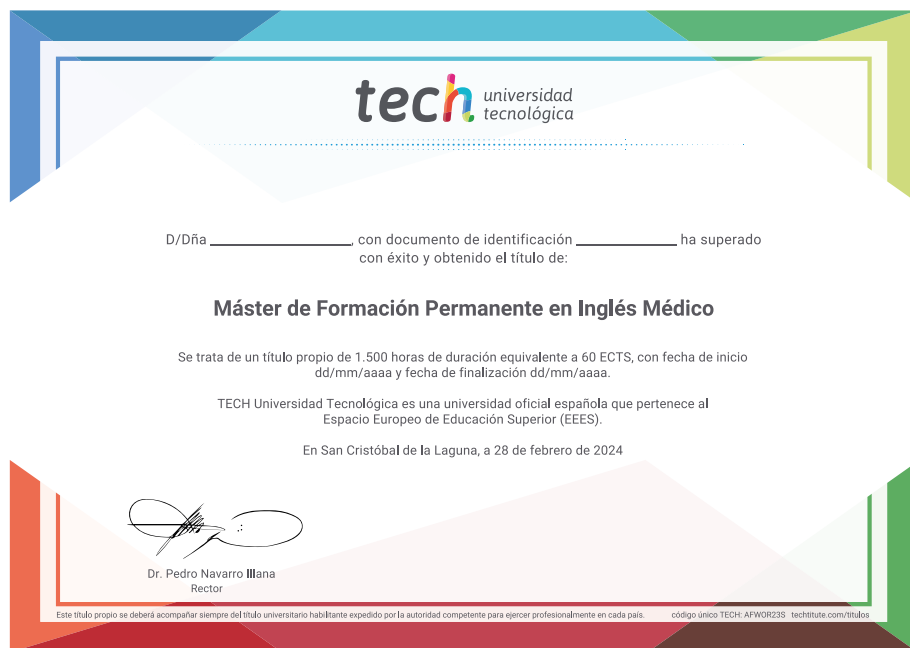 tech universidad
tecnológica
D/Dña ____________________, con documento de identificación ______________ ha superado
con éxito y obtenido el título de:
Máster de Formación Permanente en Inglés Médico
Se trata de un título propio de 1.500 horas de duración equivalente a 60 ECTS, con fecha de inicio
dd/mm/aaaa y fecha de finalización dd/mm/aaaa.
TECH Universidad Tecnológica es una universidad oficial española que pertenece al
Espacio Europeo de Educación Superior (EEES).
En San Cristóbal de la Laguna, a 28 de febrero de 2024
Dr. Pedro Navarro Illana
Rector
Este título propio se deberá acompañar siempre del título universitario habilitante expedido por la autoridad competente para ejercer profesionalmente en cada país. código único TECH: AFWOR23S techtitute.com/titulos